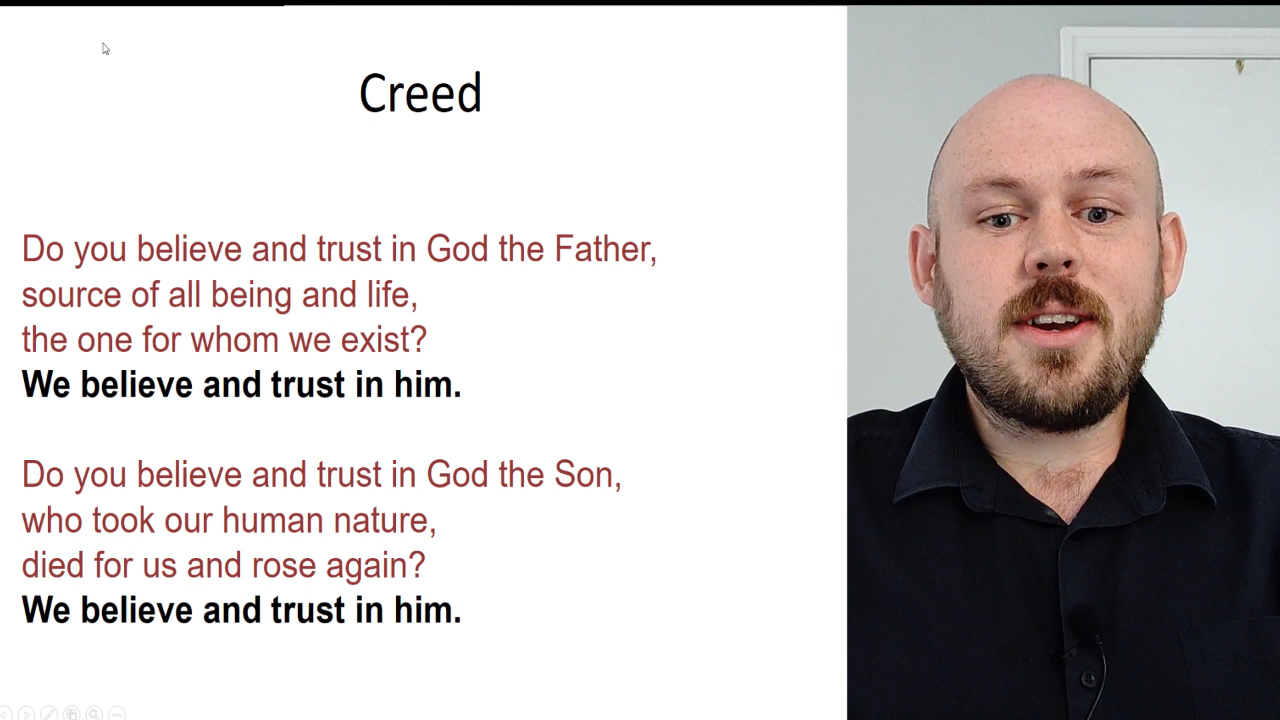 Creed
Do you believe and trust in God the Father,
source of all being and life,
the one for whom we exist?
We believe and trust in him.
Do you believe and trust in God the Son,
who took our human nature,
died for us and rose again?
We believe and trust in him.